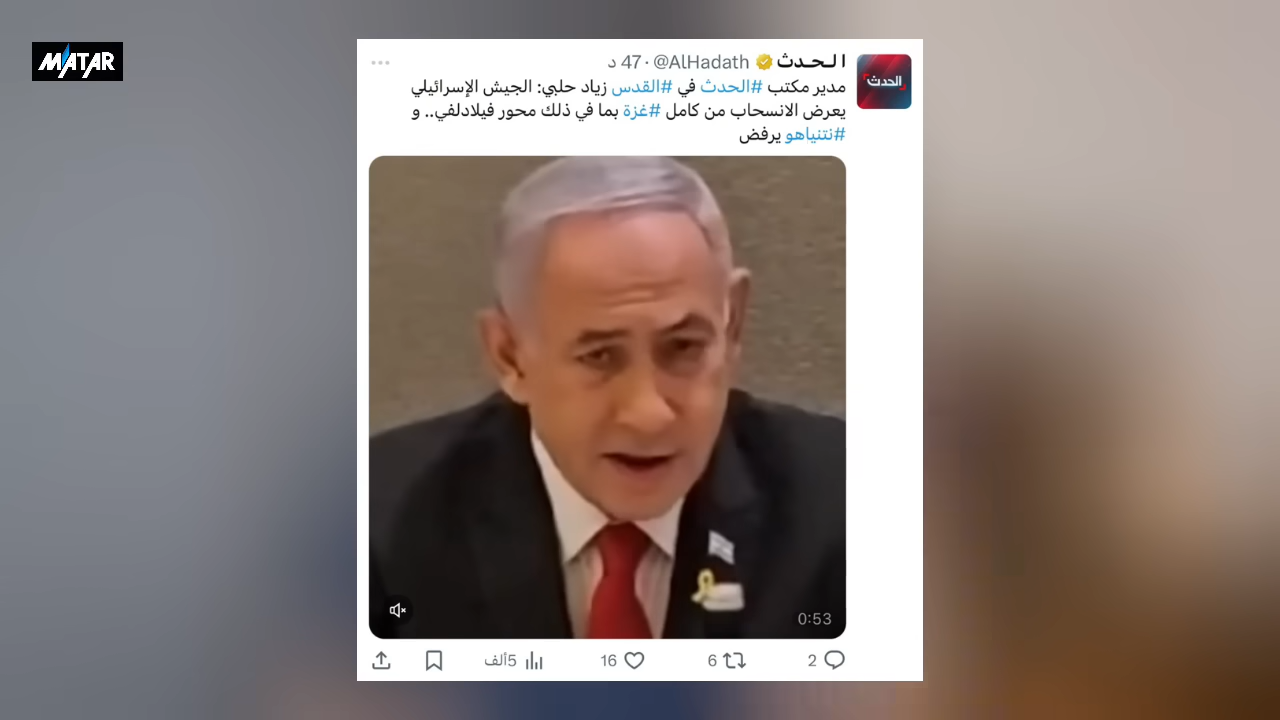 MATAR
الـحـدث @AlHadath · 47 د
الحدث
مدير مكتب #الحدث في #القدس زياد حلبي: الجيش الإسرائيلي
يعرض الانسحاب من كامل #غزة بما في ذلك محور فيلادلفي.. و
#نتنياهو يرفض
0:53
2 6 16 5ألف